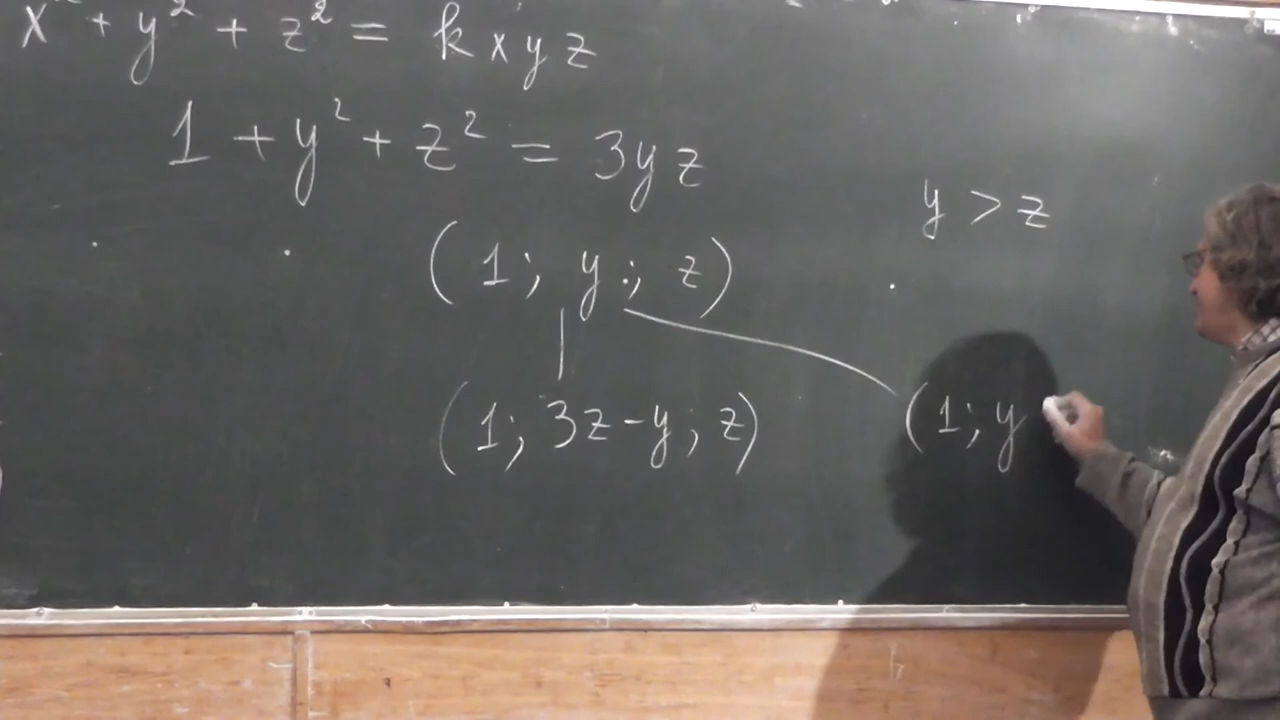 x² + y² + z² = kxyz
1 + y² + z² = 3yz
y > z
(1; y; z)
(1; 3z-y; z)
(1; y